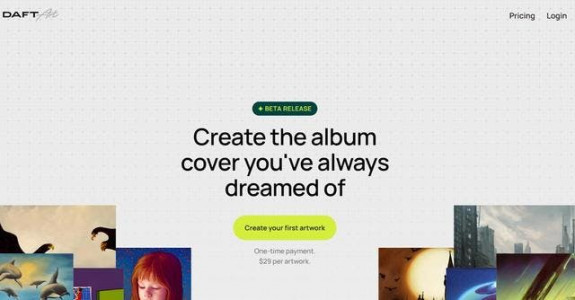 DAFT Art
Pricing
Login
BETA RELEASE
Create the album
cover you've always
dreamed of
Create your first artwork
One-time payment.
$29 per artwork.